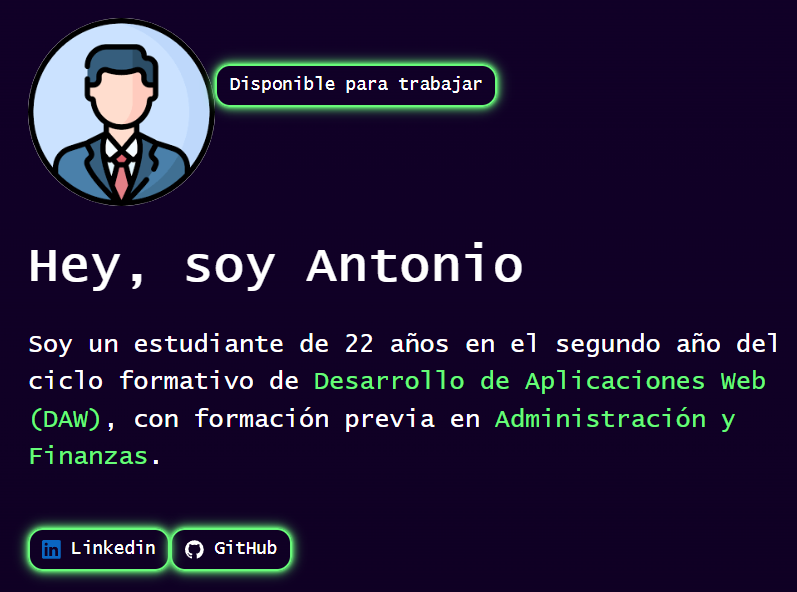 Disponible para trabajar
Hey, soy Antonio
Soy un estudiante de 22 años en el segundo año del
ciclo formativo de Desarrollo de Aplicaciones Web
(DAW), con formación previa en Administración y
Finanzas.
in Linkedin
GitHub